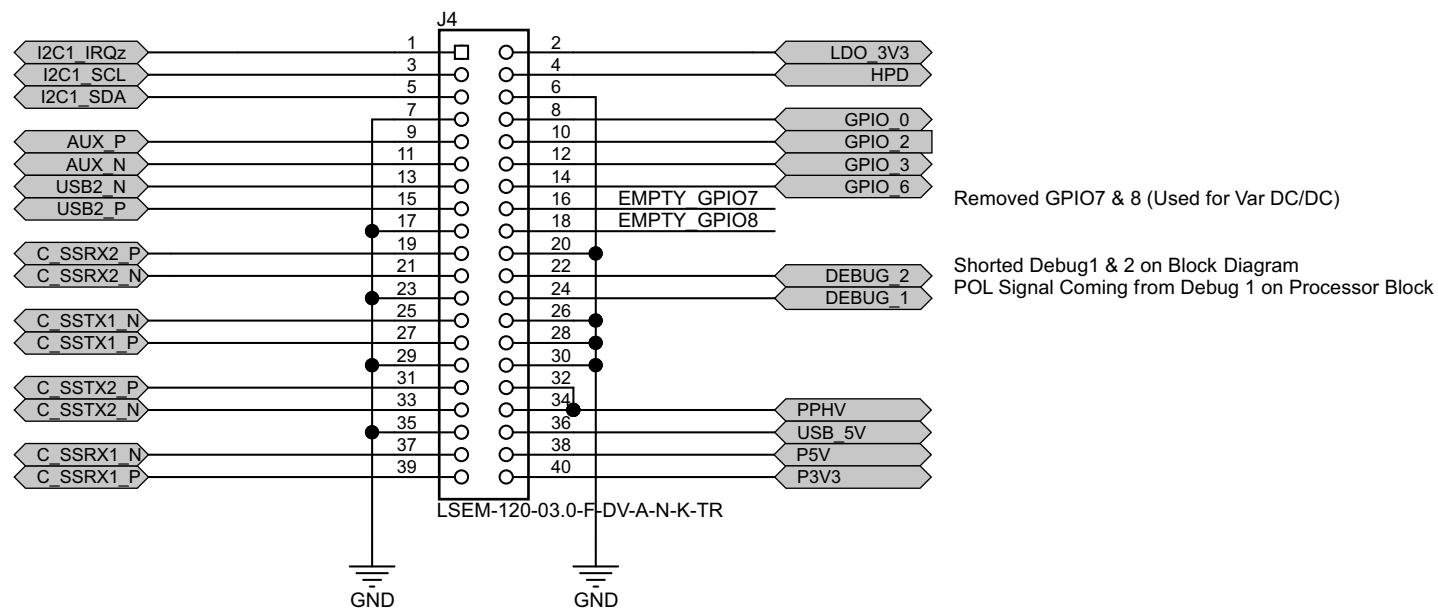 J4
I2C1_IRQz 1 2 LDO_3V3
I2C1_SCL 3 4 HPD
I2C1_SDA 5 6
7 8 GPIO_0
AUX_P 9 10 GPIO_2
AUX_N 11 12 GPIO_3
USB2_N 13 14 GPIO_6
USB2_P 15 16 EMPTY_GPIO7 Removed GPIO7 & 8 (Used for Var DC/DC)
17 18 EMPTY_GPIO8
C_SSRX2_P 19 20
C_SSRX2_N 21 22 DEBUG_2 Shorted Debug1 & 2 on Block Diagram
23 24 DEBUG_1 POL Signal Coming from Debug 1 on Processor Block
C_SSTX1_N 25 26
C_SSTX1_P 27 28
29 30
C_SSTX2_P 31 32
C_SSTX2_N 33 34 PPHV
35 36 USB_5V
C_SSRX1_N 37 38 P5V
C_SSRX1_P 39 40 P3V3
LSEM-120-03.0-F-DV-A-N-K-TR
GND GND